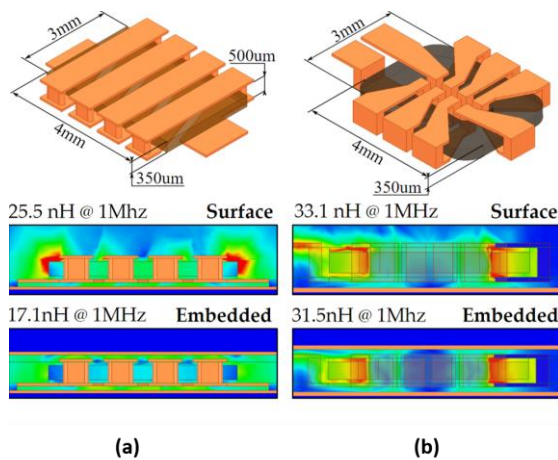 3mm
500um
4mm
350um
25.5 nH @ 1Mhz Surface
17.1nH @ 1MHz Embedded
(a)
3mm
4mm
350um
33.1 nH @ 1MHz Surface
31.5nH @ 1Mhz Embedded
(b)